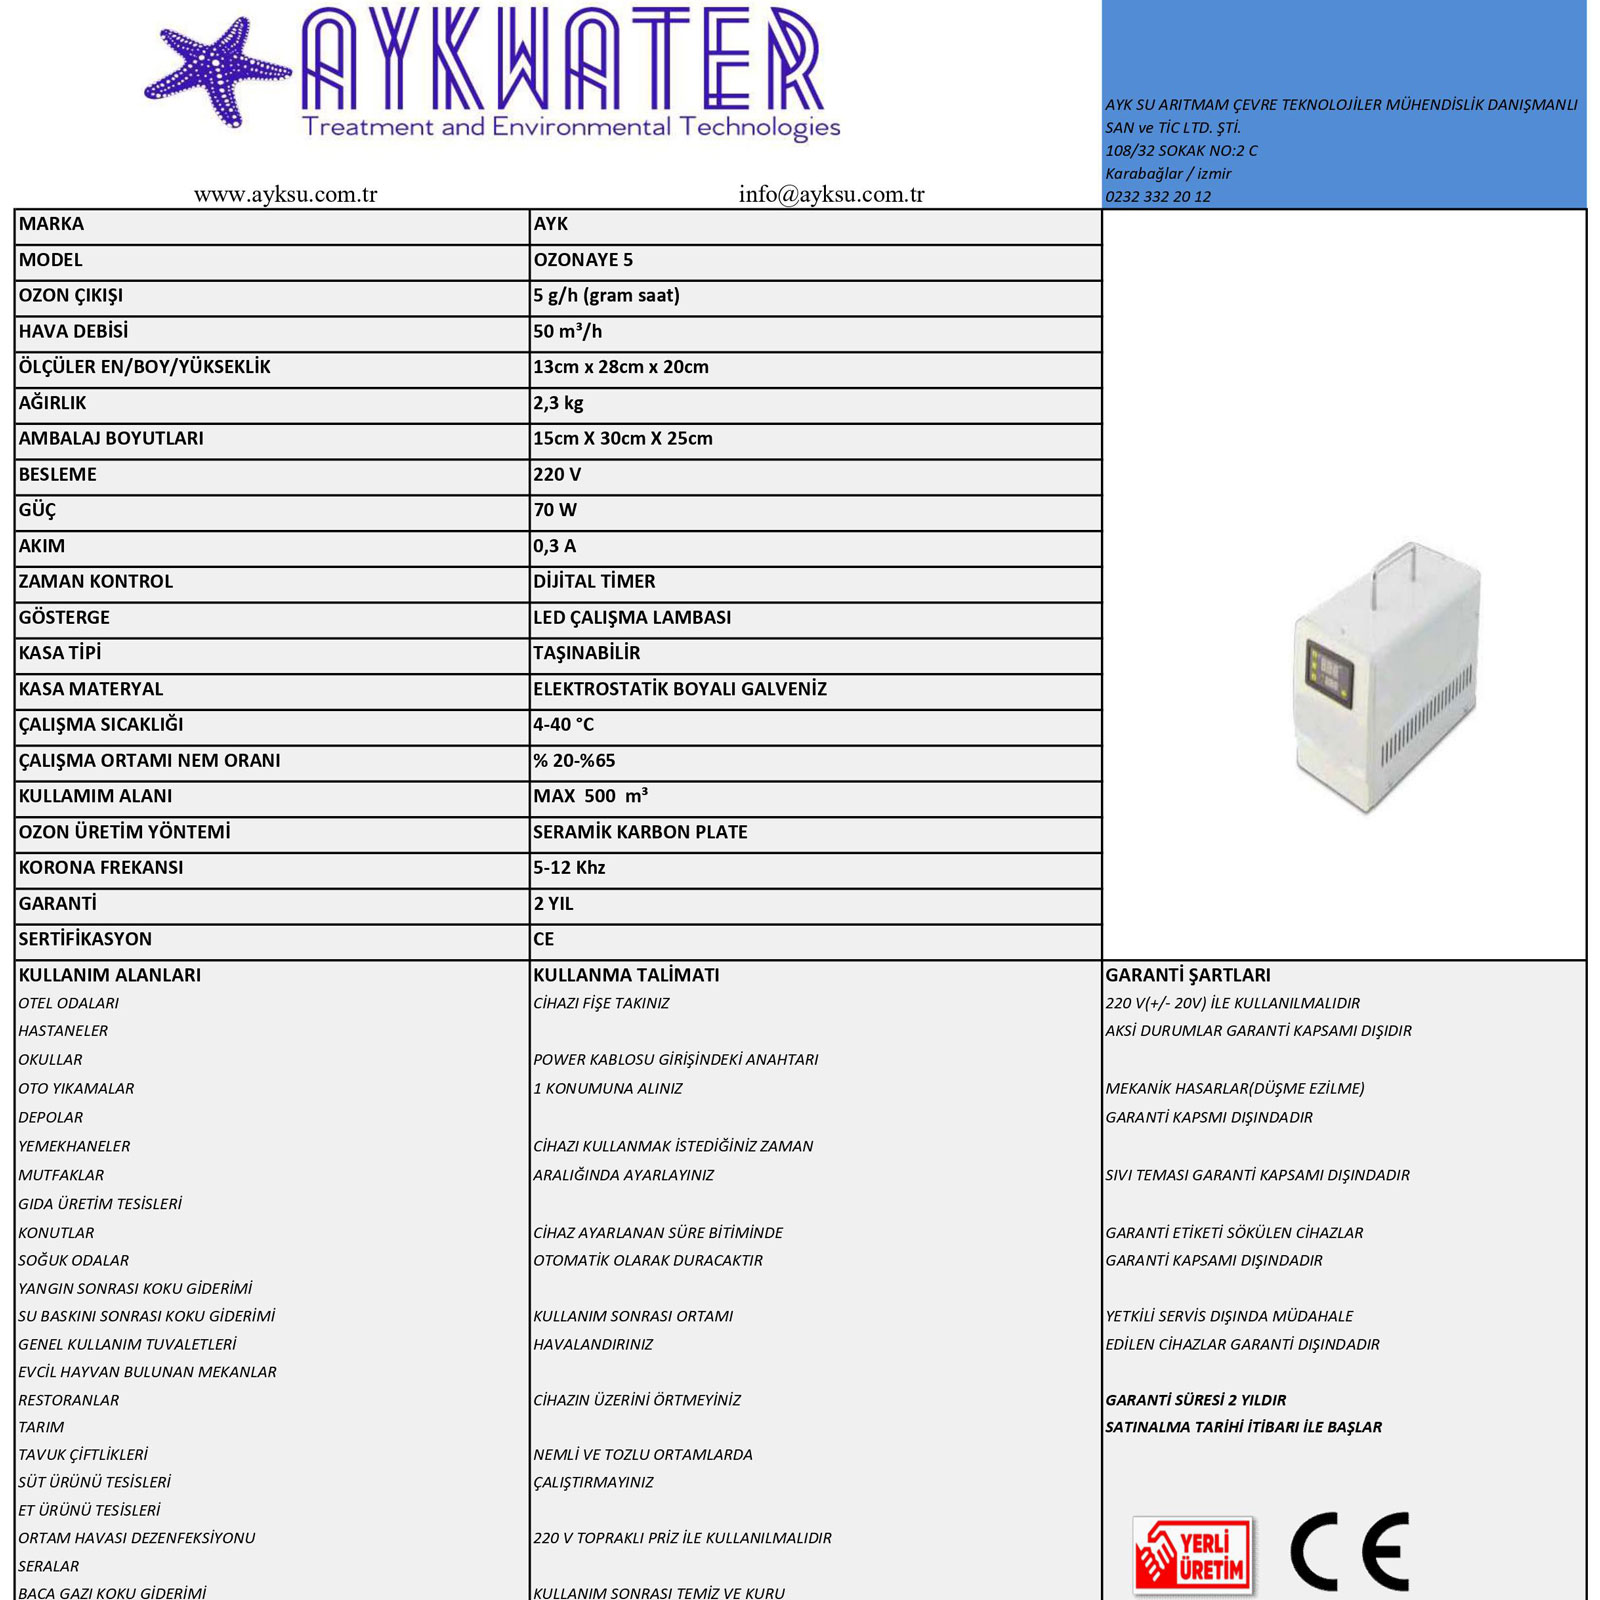 AYKWATER
Treatment and Environmental Technologies
www.ayksu.com.tr info@ayksu.com.tr
AYK SU ARITMAM ÇEVRE TEKNOLOJİLER MÜHENDİSLİK DANIŞMANLI
SAN ve TİC LTD. ŞTİ.
108/32 SOKAK NO:2 C
Karabağlar / izmir
0232 332 20 12
MARKA AYK
MODEL OZONAYE 5
OZON ÇIKIŞI 5 g/h (gram saat)
HAVA DEBİSİ 50 m³/h
ÖLÇÜLER EN/BOY/YÜKSEKLİK 13cm x 28cm x 20cm
AĞIRLIK 2,3 kg
AMBALAJ BOYUTLARI 15cm X 30cm X 25cm
BESLEME 220 V
GÜÇ 70 W
AKIM 0,3 A
ZAMAN KONTROL DİJİTAL TİMER
GÖSTERGE LED ÇALIŞMA LAMBASI
KASA TİPİ TAŞINABİLİR
KASA MATERYAL ELEKTROSTATİK BOYALI GALVENİZ
ÇALIŞMA SICAKLIĞI 4-40 °C
ÇALIŞMA ORTAMI NEM ORANI % 20-%65
KULLAMIM ALANI MAX 500 m³
OZON ÜRETİM YÖNTEMİ SERAMİK KARBON PLATE
KORONA FREKANSI 5-12 Khz
GARANTİ 2 YIL
SERTİFİKASYON CE
KULLANIM ALANLARI
OTEL ODALARI
HASTANELER
OKULLAR
OTO YIKAMALAR
DEPOLAR
YEMEKHANELER
MUTFAKLAR
GIDA ÜRETİM TESİSLERİ
KONUTLAR
SOĞUK ODALAR
YANGIN SONRASI KOKU GİDERİMİ
SU BASKINI SONRASI KOKU GİDERİMİ
GENEL KULLANIM TUVALETLERİ
EVCİL HAYVAN BULUNAN MEKANLAR
RESTORANLAR
TARIM
TAVUK ÇİFTLİKLERİ
SÜT ÜRÜNÜ TESİSLERİ
ET ÜRÜNÜ TESİSLERİ
ORTAM HAVASI DEZENFEKSİYONU
SERALAR
BACA GAZI KOKU GİDERİMİ
KULLANMA TALİMATI
CİHAZI FİŞE TAKINIZ
POWER KABLOSU GİRİŞİNDEKİ ANAHTARI
1 KONUMUNA ALINIZ
CİHAZI KULLANMAK İSTEDİĞİNİZ ZAMAN
ARALIĞINDA AYARLAYINIZ
CİHAZ AYARLANAN SÜRE BİTİMİNDE
OTOMATİK OLARAK DURACAKTIR
KULLANIM SONRASI ORTAMI
HAVALANDIRINIZ
CİHAZIN ÜZERİNİ ÖRTMEYİNİZ
NEMLİ VE TOZLU ORTAMLARDA
ÇALIŞTIRMAYINIZ
220 V TOPRAKLI PRİZ İLE KULLANILMALIDIR
KULLANIM SONRASI TEMİZ VE KURU
GARANTİ ŞARTLARI
220 V(+/- 20V) İLE KULLANILMALIDIR
AKSİ DURUMLAR GARANTİ KAPSAMI DIŞIDIR
MEKANİK HASARLAR(DÜŞME EZİLME)
GARANTİ KAPSMI DIŞINDADIR
SIVI TEMASI GARANTİ KAPSAMI DIŞINDADIR
GARANTİ ETİKETİ SÖKÜLEN CİHAZLAR
GARANTİ KAPSAMI DIŞINDADIR
YETKİLİ SERVİS DIŞINDA MÜDAHALE
EDİLEN CİHAZLAR GARANTİ DIŞINDADIR
GARANTİ SÜRESİ 2 YILDIR
SATINALMA TARİHİ İTİBARI İLE BAŞLAR
YERLİ
ÜRETİM
CE